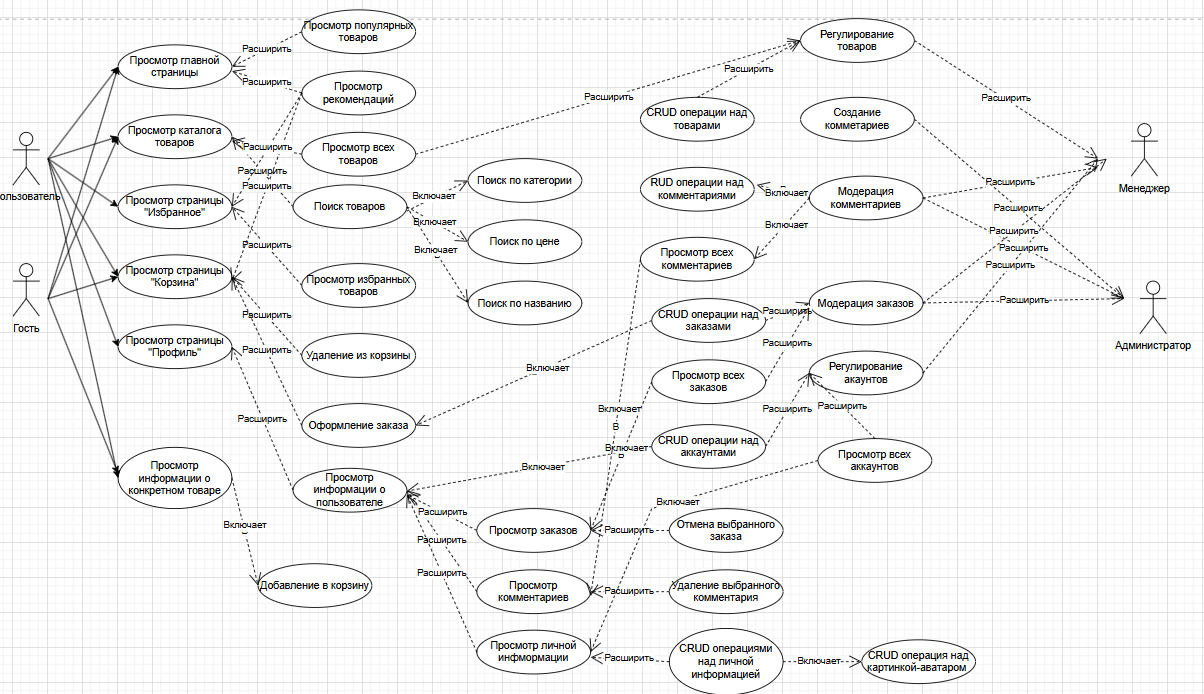 Просмотр популярных
товаров
Расширить
Просмотр главной
страницы
Расширить
Просмотр
рекомендаций
Просмотр каталога
товаров
Расширить
Просмотр всех
товаров
Расширить
Расширить
ользователь
Просмотр страницы
"Избранное"
Поиск товаров
Включает
Включает
Включает
Поиск по категории
Поиск по цене
Поиск по названию
Расширить
Просмотр избранных
товаров
Просмотр страницы
"Корзина"
Гость
Расширить
Удаление из корзины
Просмотр страницы
"Профиль"
Расширить
Оформление заказа
Расширить
Просмотр
информации о
конкретном товаре
Включает
Добавление в корзину
Просмотр
информации о
пользователе
Расширить
Расширить
Расширить
Просмотр заказов
Просмотр
комментариев
Просмотр личной
инфмормации
Расширить
Отмена выбранного
заказа
Расширить
Удаление выбранного
комментария
Расширить
CRUD операциями
над личной
информацией
Включает
CRUD операция над
картинкой-аватаром
Регулирование
товаров
Расширить
Расширить
CRUD операции над
товарами
Создание
комметариев
Расширить
RUD операции над
комментариями
Включает
Модерация
комментариев
Включает
Просмотр всех
комментариев
Расширить
Расширить
Расширить
Расширить
Расширить
Менеджер
CRUD операции над
заказами
Расширить
Модерация заказов
Расширить
Расширить
Администратор
Включает
Просмотр всех
заказов
Регулирование
акаунтов
Включает
В
Включает
В
Расширить
Расширить
CRUD операции над
аккаунтами
Включает
Просмотр всех
аккаунтов
Включает